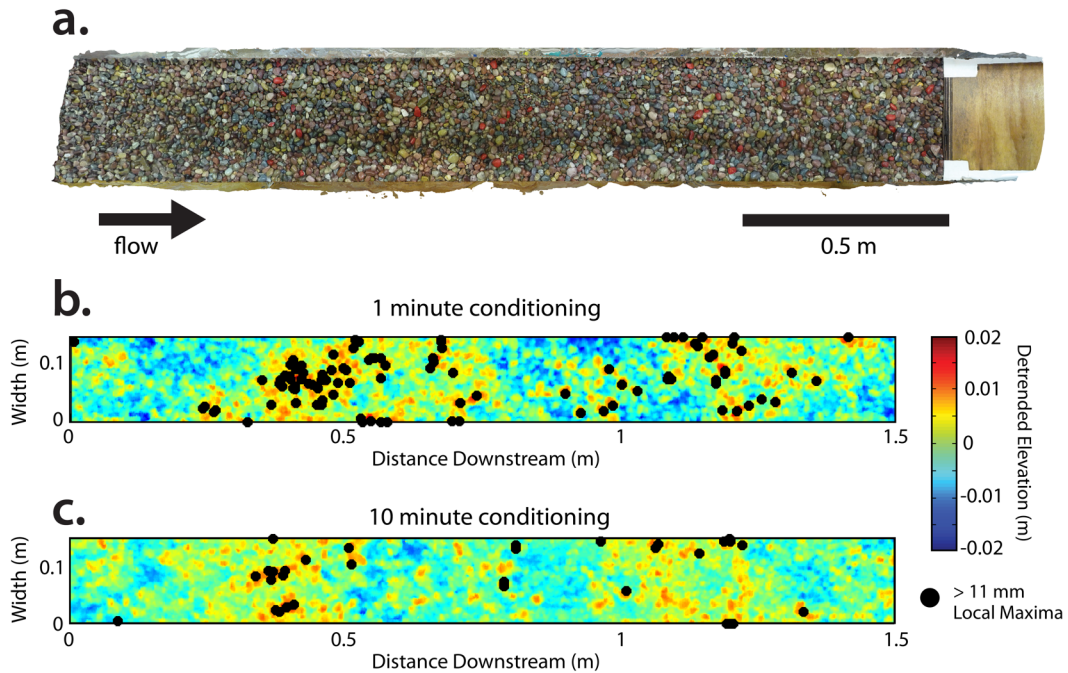 a.
flow
0.5 m
b.
1 minute conditioning
Width (m)
0.1
0
0
0.5
1
1.5
Distance Downstream (m)
0.02
0.01
0
-0.01
-0.02
Detrended Elevation (m)
c.
10 minute conditioning
Width (m)
0.1
0
0
0.5
1
1.5
Distance Downstream (m)
> 11 mm
Local Maxima